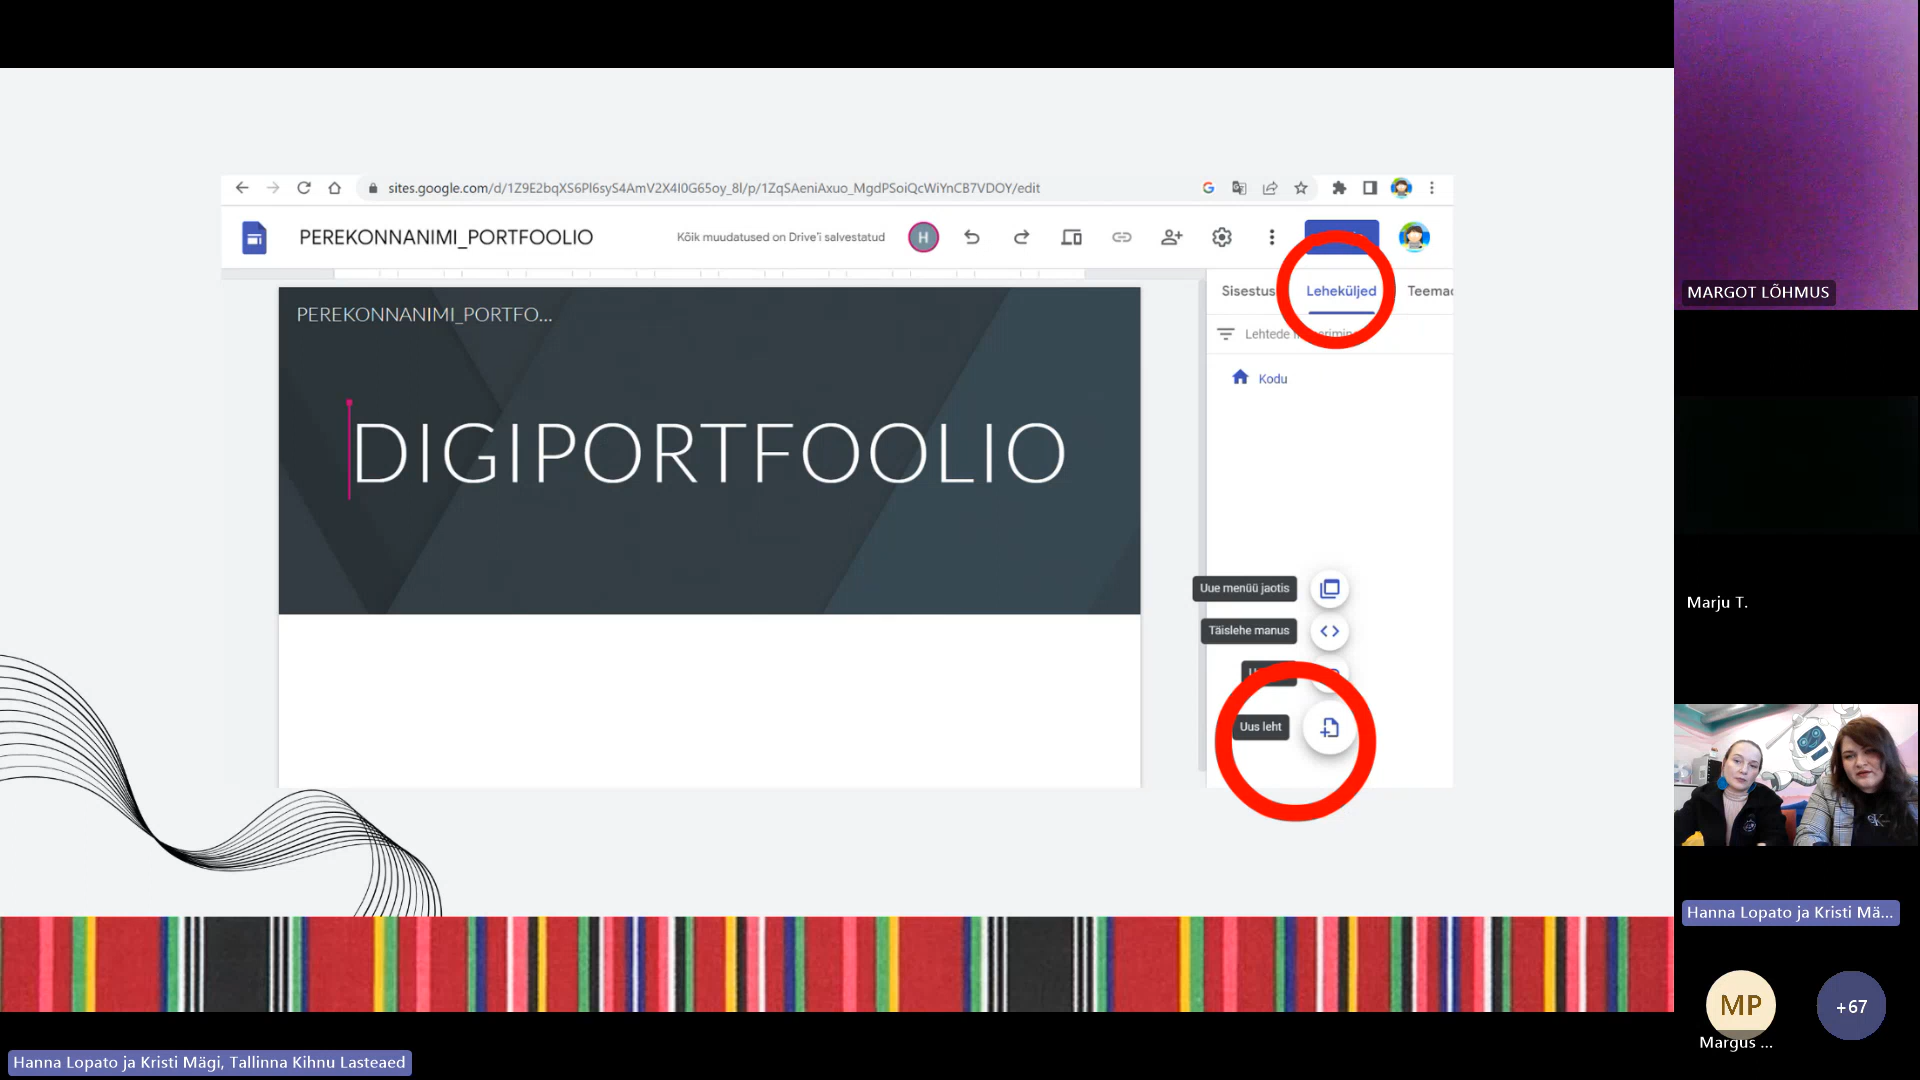 sites.google.com/d/1Z9E2bqXS6Pl6syS4AmV2X4I0G65oy_8l/p/1ZqSAeniAxuo_MgdPSoiQcWiYnCB7VDOY/edit
PEREKONNANIMI_PORTFOOLIO
Kõik muudatused on Drive'i salvestatud
H
Sisestus
Leheküljed
Teemad
PEREKONNANIMI_PORTFO...
Lehtede
Kodu
DIGIPORTFOOLIO
Uue menüü jaotis
Täislehe manus
Uus leht
MARGOT LÕHMUS
Marju T.
Hanna Lopato ja Kristi Mä...
MP
+67
Margus ...
Hanna Lopato ja Kristi Mägi, Tallinna Kihnu Lasteaed